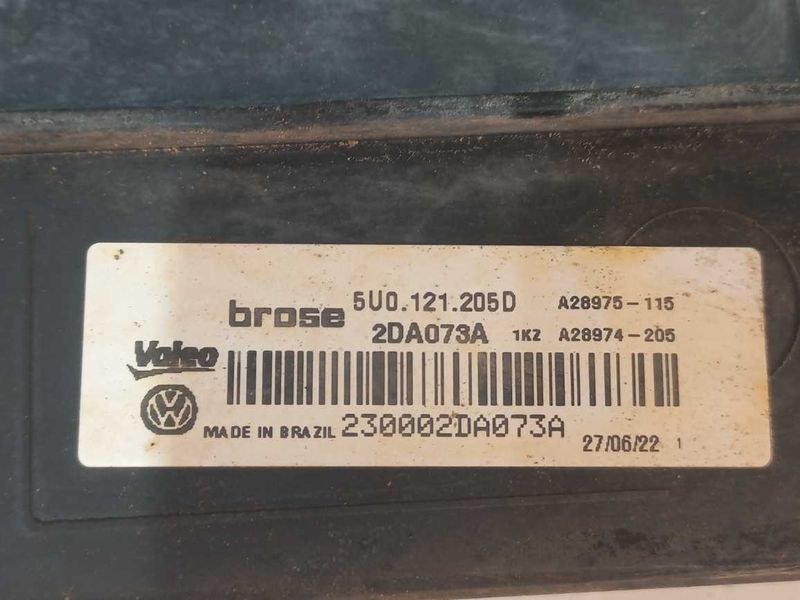 brose 5U0.121.205D A28975-115
2DA073A 1KZ A28974-205
Valeo
MADE IN BRAZIL 230002DA073A 27/06/22 1